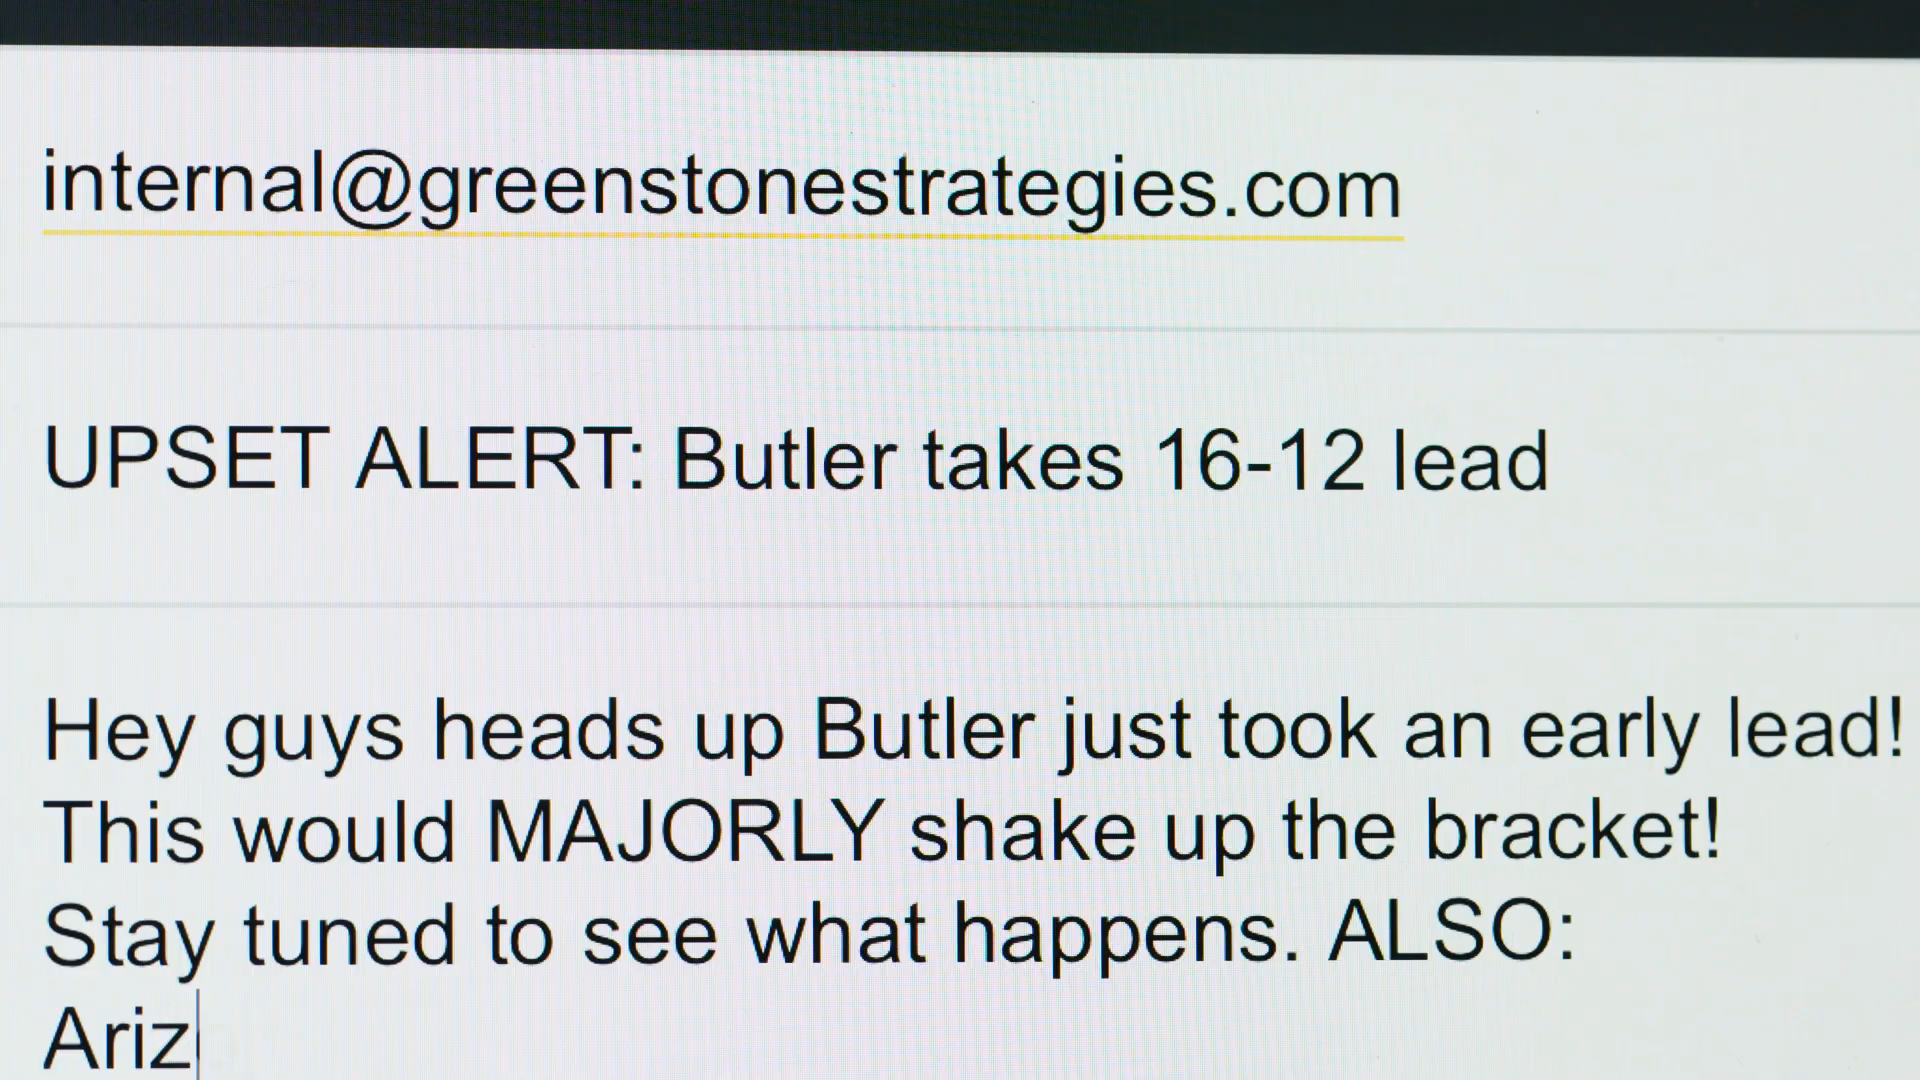 internal@greenstonestrategies.com
UPSET ALERT: Butler takes 16-12 lead
Hey guys heads up Butler just took an early lead!
This would MAJORLY shake up the bracket!
Stay tuned to see what happens. ALSO:
Ariz